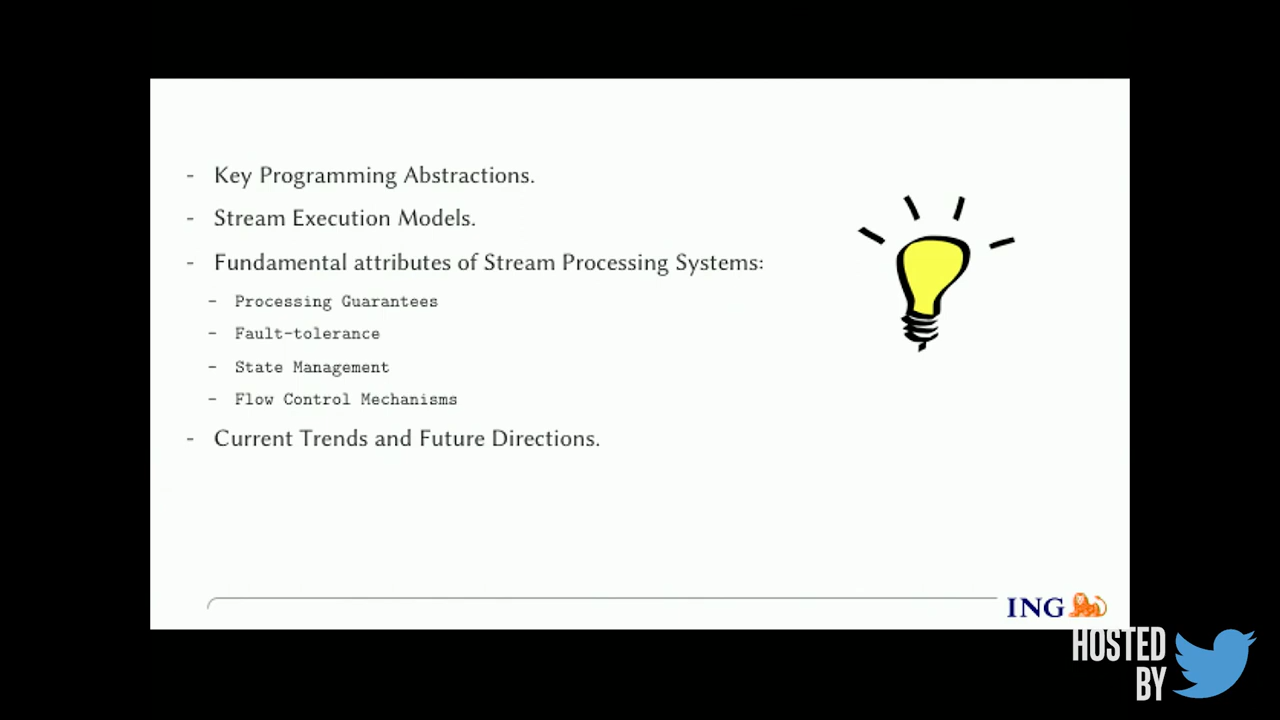 - Key Programming Abstractions.
- Stream Execution Models.
- Fundamental attributes of Stream Processing Systems:
- Processing Guarantees
- Fault-tolerance
- State Management
- Flow Control Mechanisms
- Current Trends and Future Directions.
ING
HOSTED
BY